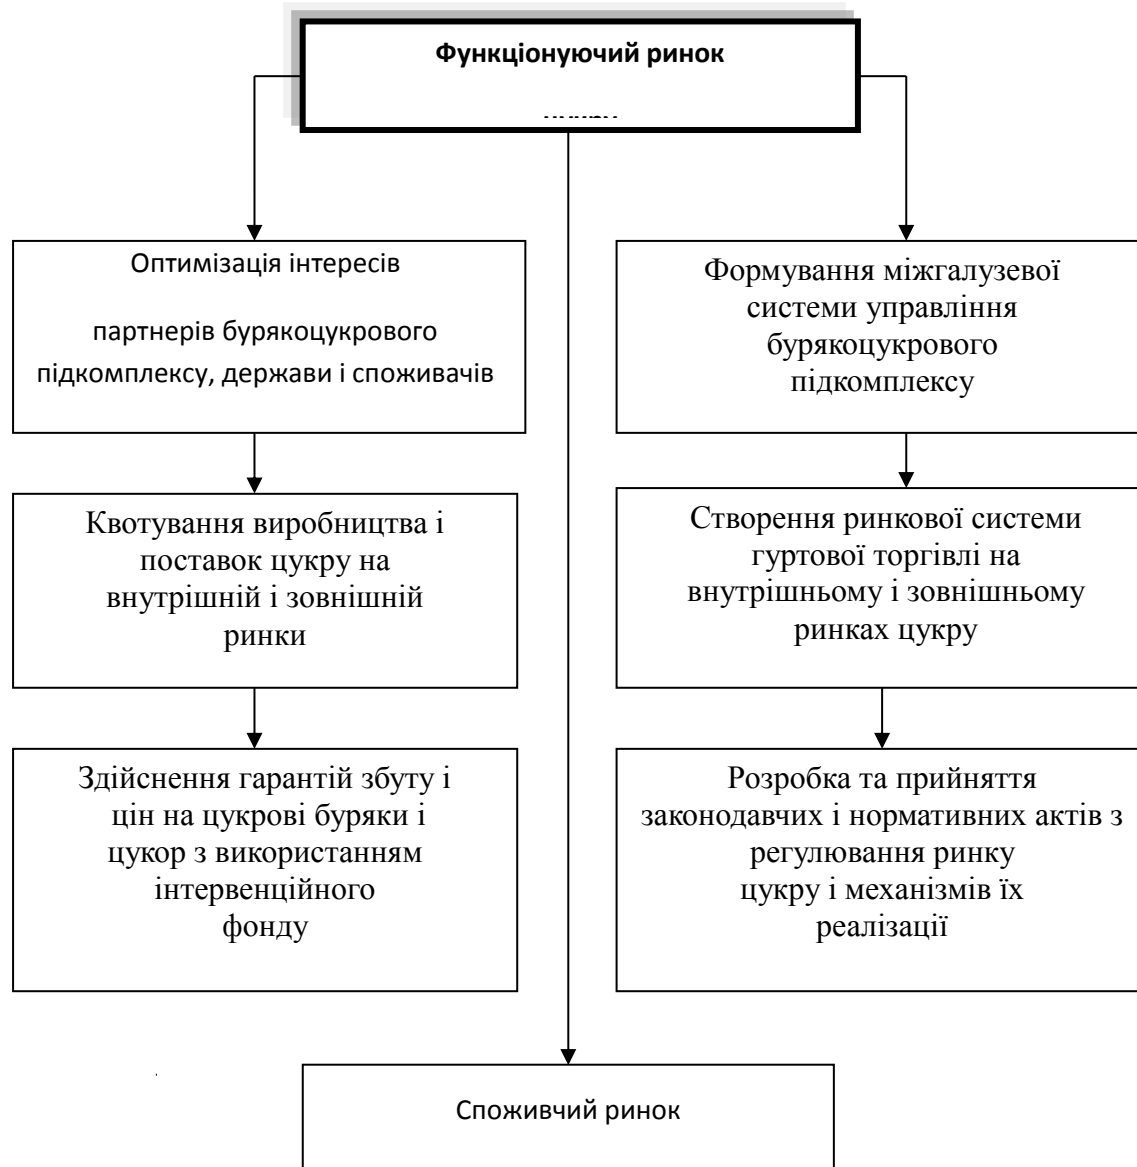 Функціонуючий ринок
Оптимізація інтересів
партнерів бурякоцукрового
підкомплексу, держави і споживачів
Формування міжгалузевої
системи управління
бурякоцукрового
підкомплексу
Квотування виробництва і
поставок цукру на
внутрішній і зовнішній
ринки
Створення ринкової системи
гуртової торгівлі на
внутрішньому і зовнішньому
ринках цукру
Здійснення гарантій збуту і
цін на цукрові буряки і
цукор з використанням
інтервенційного
фонду
Розробка та прийняття
законодавчих і нормативних актів з
регулювання ринку
цукру і механізмів їх
реалізації
Споживчий ринок